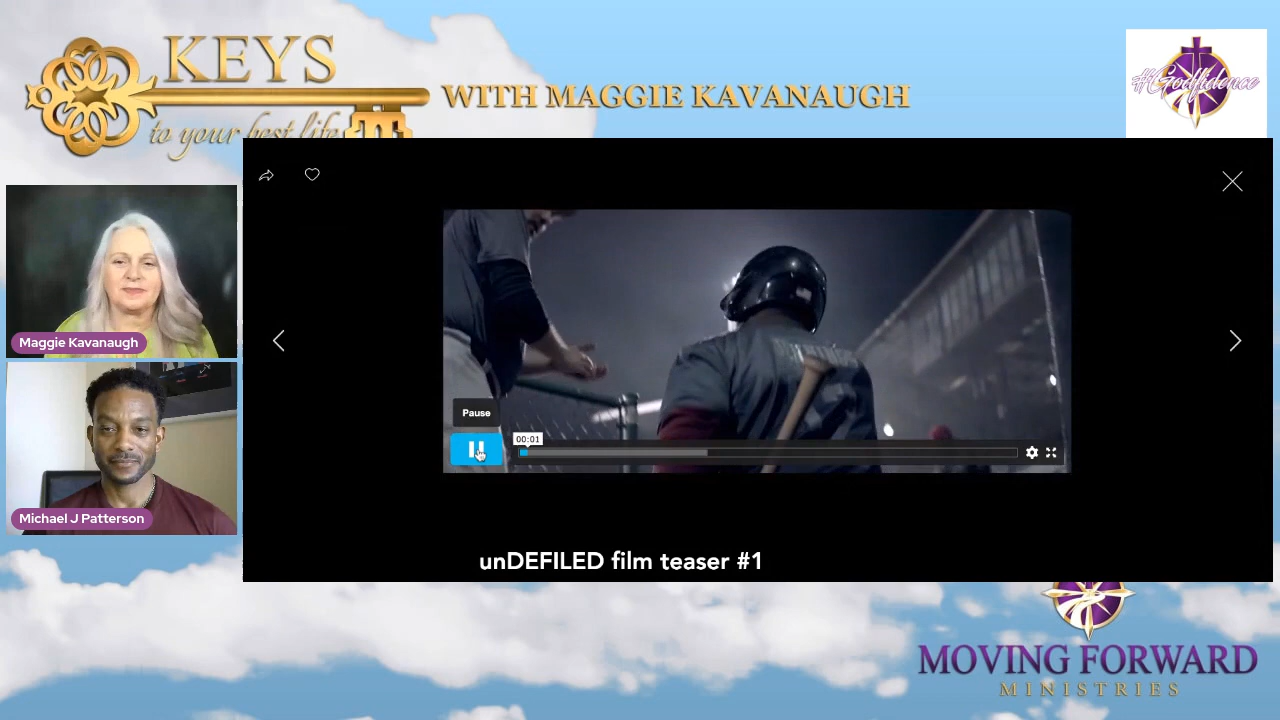 KEYS
to your best life
WITH MAGGIE KAVANAUGH
#Godfidence
Maggie Kavanaugh
Michael J Patterson
Pause
00:01
unDEFILED film teaser #1
MOVING FORWARD
MINISTRIES